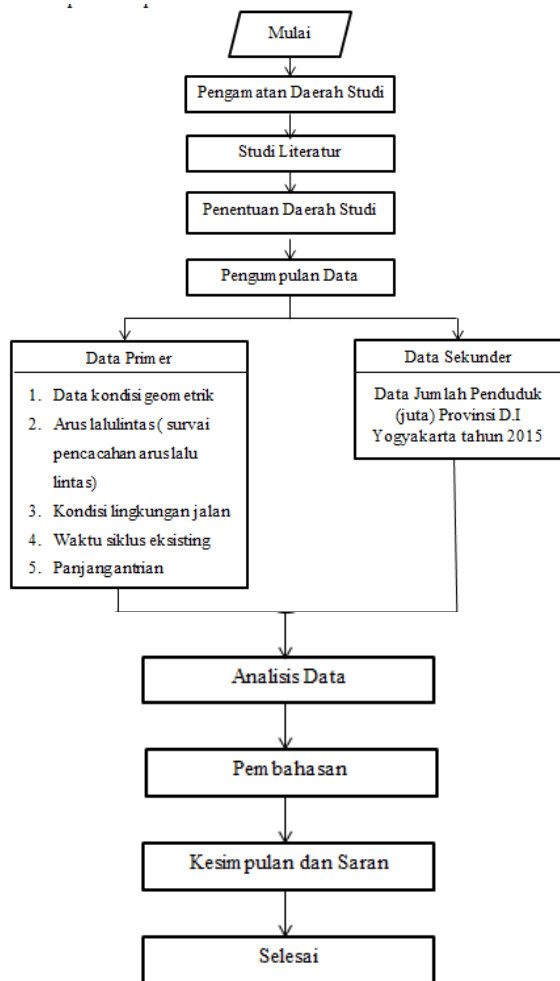 Mulai
Pengamatan Daerah Studi
Studi Literatur
Penentuan Daerah Studi
Pengumpulan Data
Data Primer
1. Data kondisi geometrik
2. Arus lalulintas ( survai
pencacahan arus lalu
lintas)
3. Kondisi lingkungan jalan
4. Waktu siklus eksisting
5. Panjang antrian
Data Sekunder
Data Jumlah Penduduk
(juta) Provinsi D.I
Yogyakarta tahun 2015
Analisis Data
Pembahasan
Kesimpulan dan Saran
Selesai